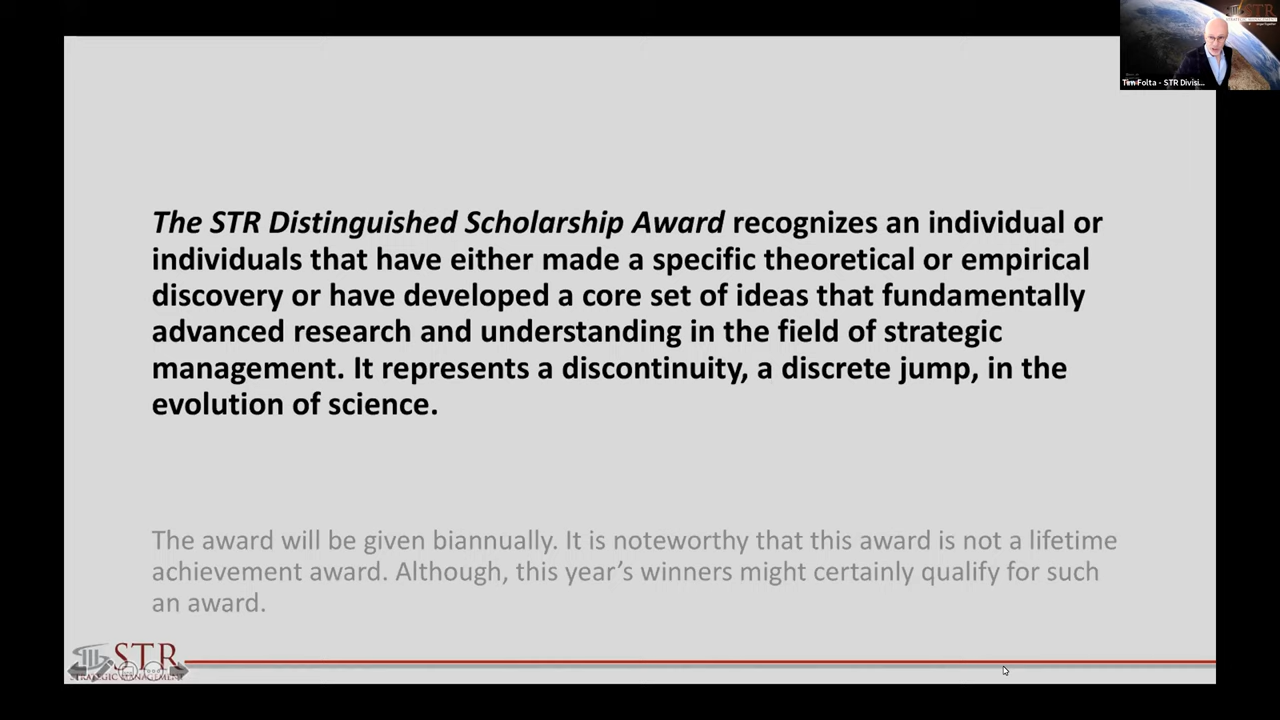 STR
Tim Folta - STR Divisi...
The STR Distinguished Scholarship Award recognizes an individual or
individuals that have either made a specific theoretical or empirical
discovery or have developed a core set of ideas that fundamentally
advanced research and understanding in the field of strategic
management. It represents a discontinuity, a discrete jump, in the
evolution of science.
The award will be given biannually. It is noteworthy that this award is not a lifetime
achievement award. Although, this year’s winners might certainly qualify for such
an award.
STR
STRATEGIC MANAGEMENT